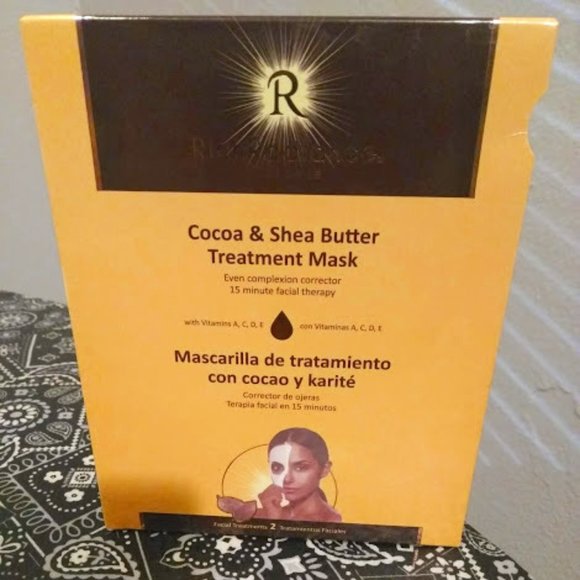 R
Cocoa & Shea Butter
Treatment Mask
Even complexion corrector
15 minute facial therapy
with Vitamins A, C, D, E
con Vitaminas A, C, D, E
Mascarilla de tratamiento
con cocao y karité
Corrector de ojeras
Terapia facial en 15 minutos
Facial Treatments 2 Tratamientos Faciales